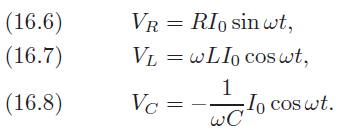 (16.6) V_R = RI_0 sin ωt,
(16.7) V_L = ωLI_0 cos ωt,
(16.8) V_C = −\frac{1}{ωC} I_0 cos ωt.